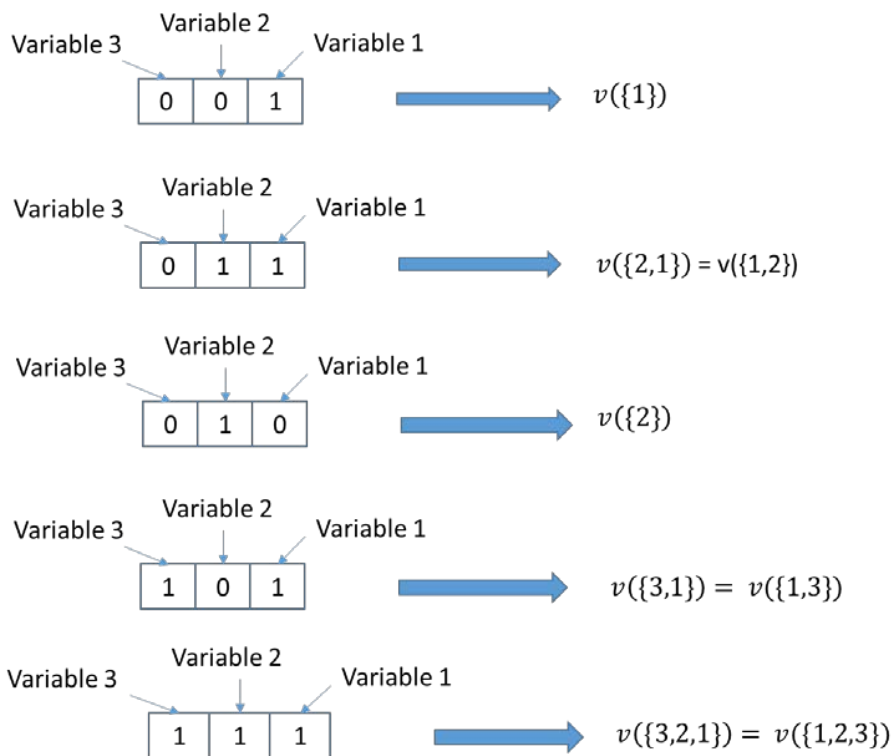 Variable 3 Variable 2 Variable 1
0 0 1 v({1})
Variable 3 Variable 2 Variable 1
0 1 1 v({2,1}) = v({1,2})
Variable 3 Variable 2 Variable 1
0 1 0 v({2})
Variable 3 Variable 2 Variable 1
1 0 1 v({3,1}) = v({1,3})
Variable 3 Variable 2 Variable 1
1 1 1 v({3,2,1}) = v({1,2,3})